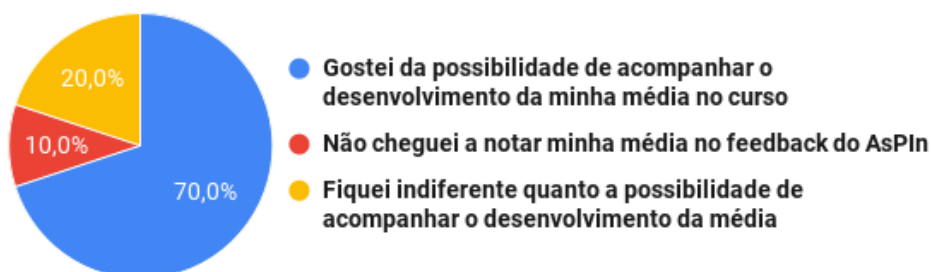 20,0%
10,0%
70,0%
Gostei da possibilidade de acompanhar o
desenvolvimento da minha média no curso
Não cheguei a notar minha média no feedback do AsPIn
Fiquei indiferente quanto a possibilidade de
acompanhar o desenvolvimento da média